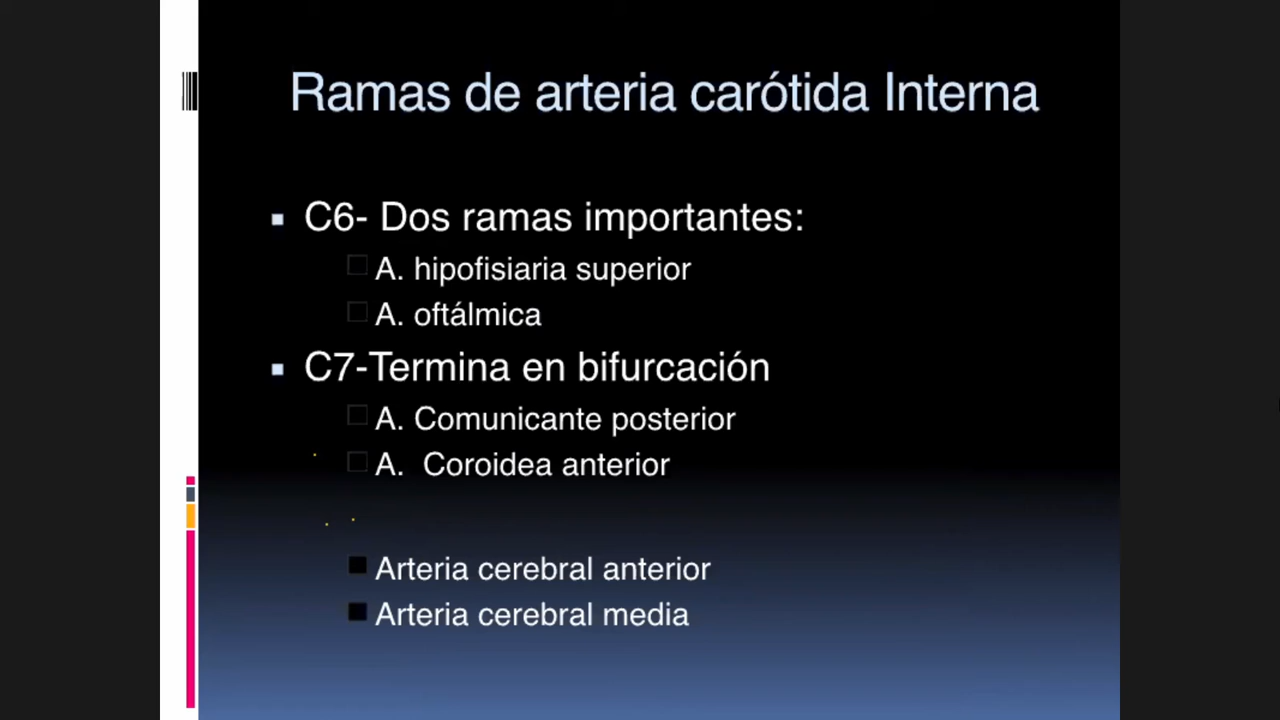 Ramas de arteria carótida Interna
C6- Dos ramas importantes:
A. hipofisiaria superior
A. oftálmica
C7-Termina en bifurcación
A. Comunicante posterior
A. Coroidea anterior
Arteria cerebral anterior
Arteria cerebral media